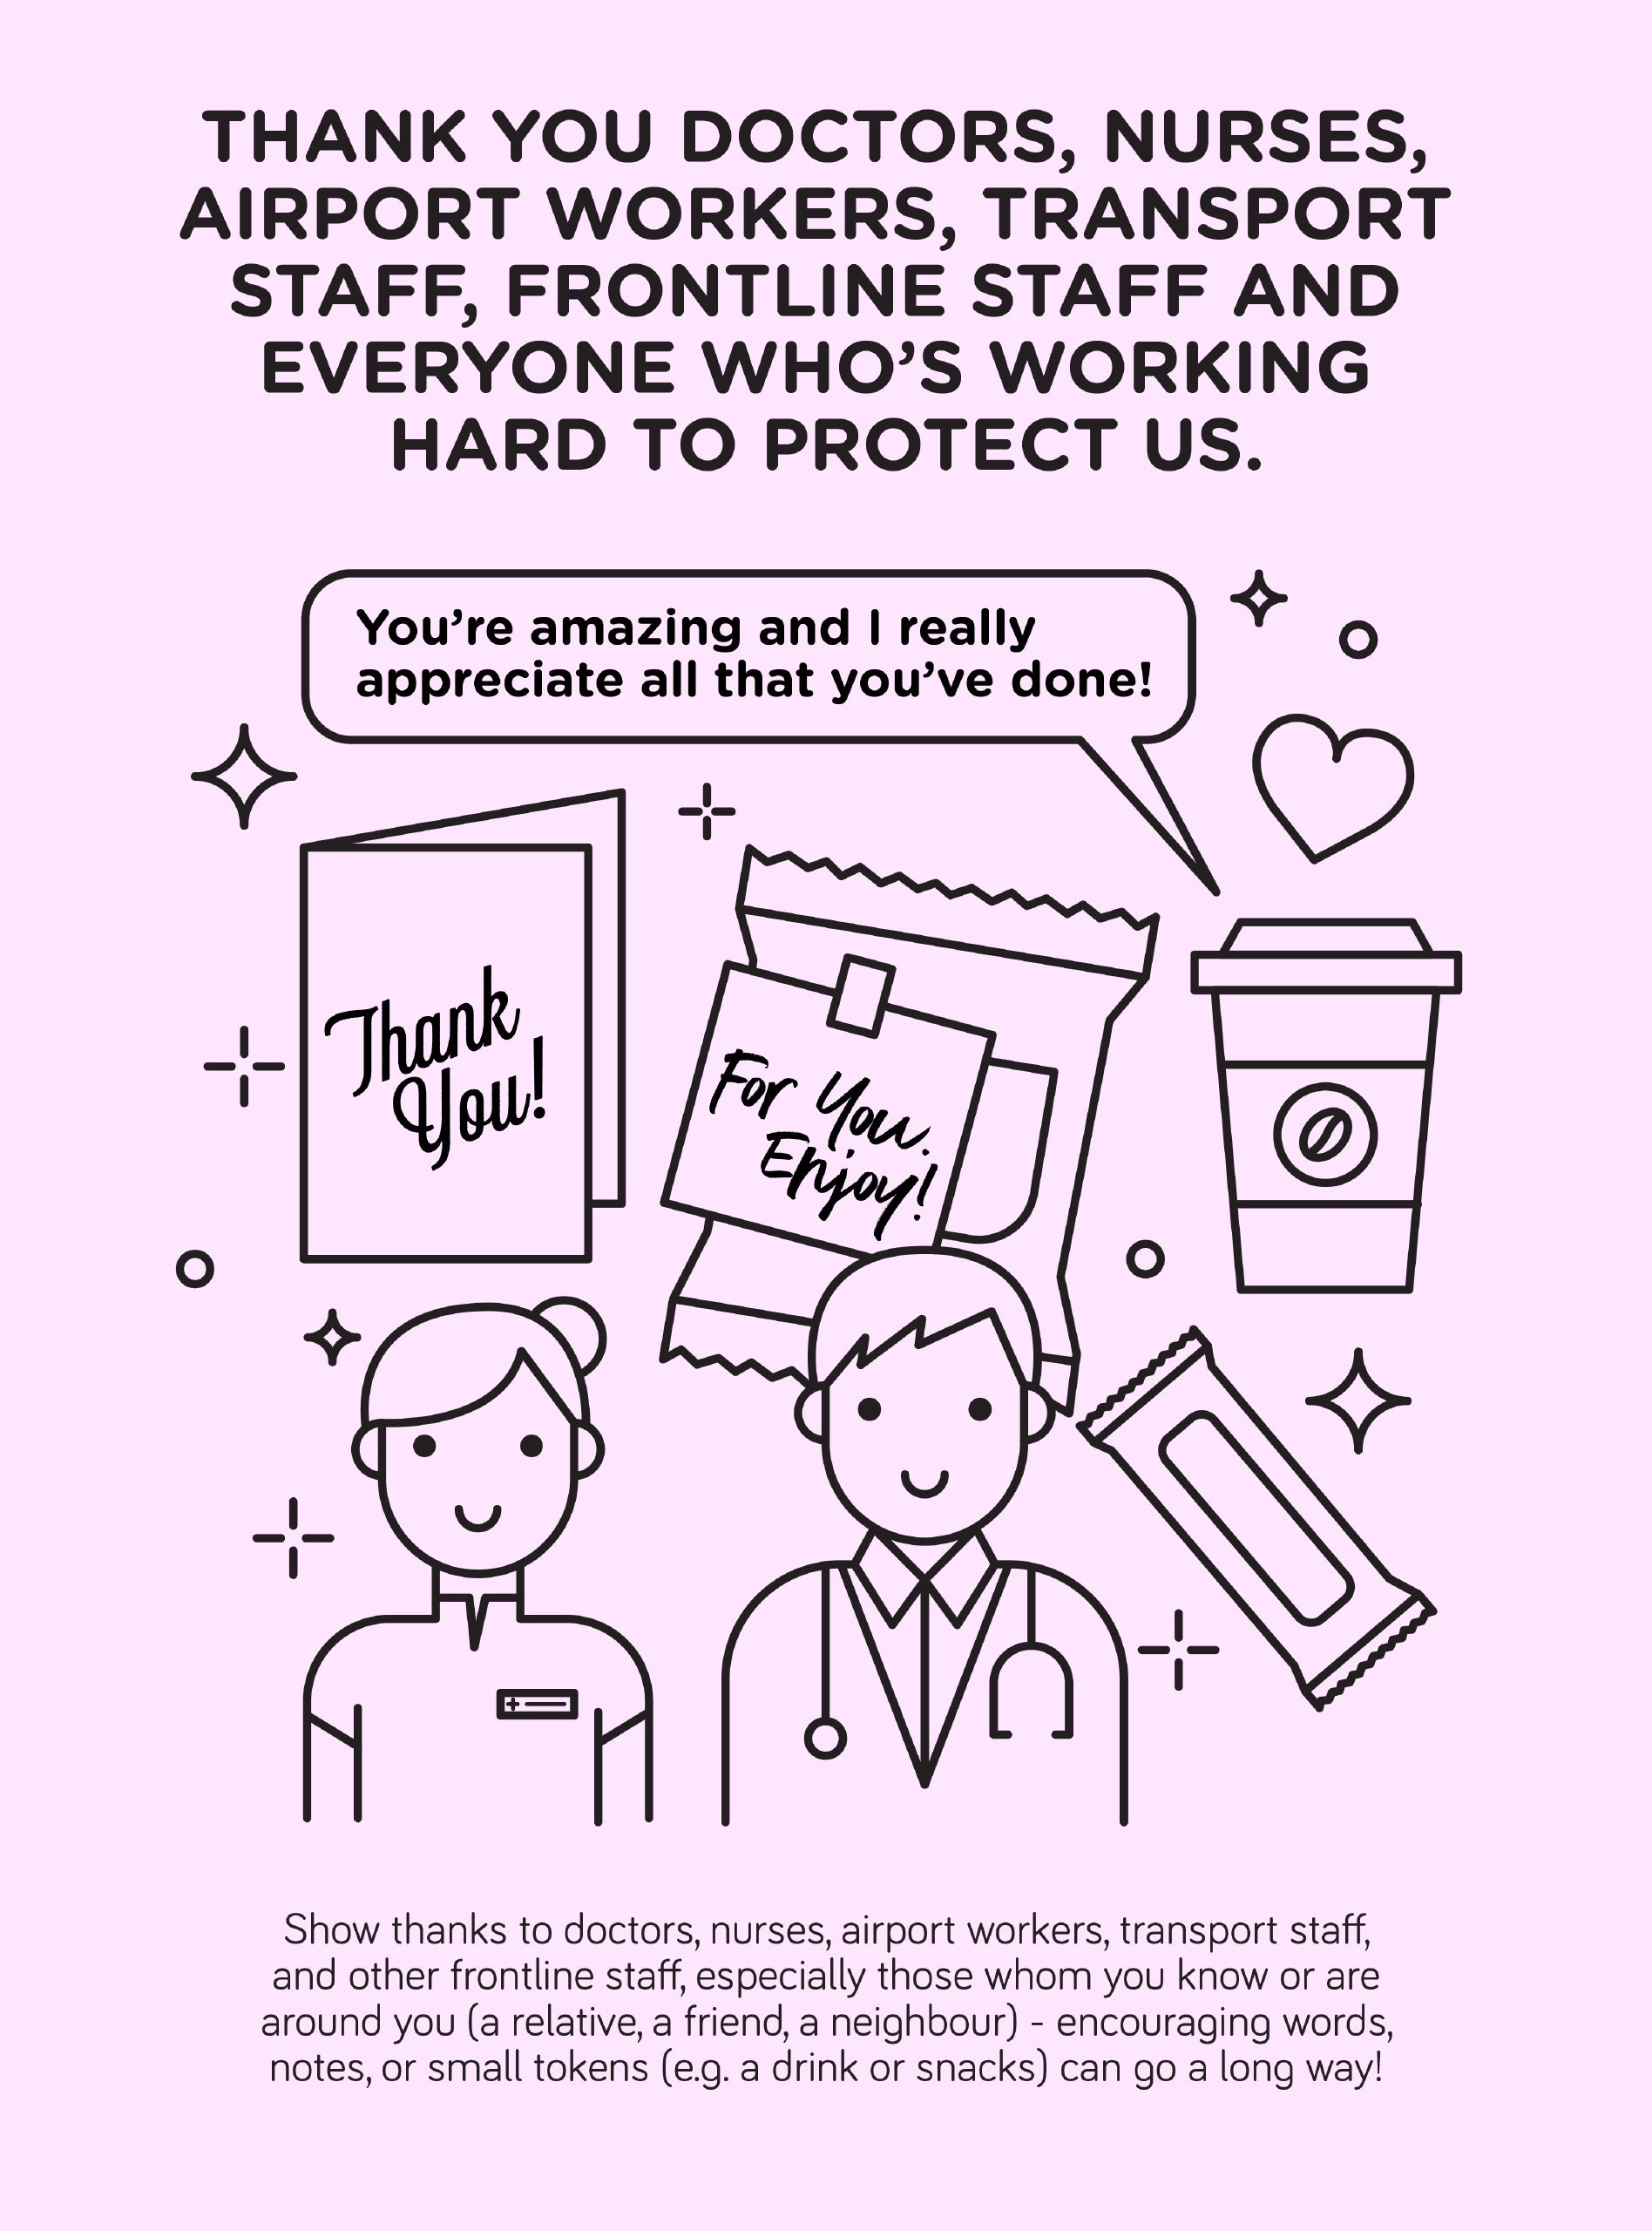 THANK YOU DOCTORS, NURSES,
AIRPORT WORKERS, TRANSPORT
STAFF, FRONTLINE STAFF AND
EVERYONE WHO’S WORKING
HARD TO PROTECT US.
You’re amazing and I really
appreciate all that you’ve done!
Thank
You!
For You.
Enjoy!
Show thanks to doctors, nurses, airport workers, transport staff,
and other frontline staff, especially those whom you know or are
around you (a relative, a friend, a neighbour) - encouraging words,
notes, or small tokens (e.g. a drink or snacks) can go a long way!